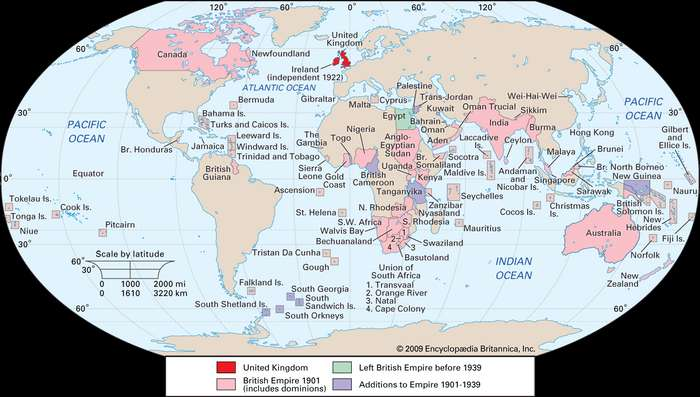 120°
60°
0°
60°
120°
60°
60°
30°
30°
0°
0°
30°
30°
60°
60°
United
Kingdom
Canada
Newfoundland
Ireland
(independent 1922)
ATLANTIC OCEAN
Palestine
Trans-Jordan
Wei-Hai-Wei
Bermuda
Gibraltar
Malta
Cyprus
Kuwait
Oman Trucial
Sikkim
Bahama Is.
Egypt
Bahrain
Oman
PACIFIC
OCEAN
PACIFIC
OCEAN
Turks and Caicos Is.
Nigeria
Anglo-
Egyptian
Sudan
Aden
India
Burma
Hong Kong
Gilbert
and
Ellice Is.
Jamaica
Leeward Is.
The
Gambia
Togo
Laccadive
Ceylon
Br. Honduras
Windward Is.
Trinidad and Tobago
Uganda
Br.
Somaliland
Socotra
Malaya
Brunei
British
Guiana
Sierra
Leone
Gold
Coast
British
Cameroon
Kenya
Maldive Is.
Andaman
and
Nicobar Is.
Singapore
Br. North Borneo
New Guinea
Equator
Ascension
Tanganyika
Zanzibar
Seychelles
Sarawak
Nauru
Tokelau Is.
Tonga Is.
Cook Is.
Niue
Pitcairn
St. Helena
N. Rhodesia
Nyasaland
Cocos Is.
Christmas
Is.
British
Solomon Is.
S.W. Africa
S. Rhodesia
Mauritius
New
Hebrides
Walvis Bay
Bechuanaland
1
2
3
4
Swaziland
Basutoland
Australia
Fiji Is.
Norfolk
Scale by latitude
60°
30°
0 1000 2000 mi
0 1610 3220 km
Tristan Da Cunha
Gough
Union of
South Africa
1. Transvaal
2. Orange River
3. Natal
4. Cape Colony
INDIAN
OCEAN
New
Zealand
Falkland Is.
South Georgia
South
Sandwich Is.
South Shetland Is.
South Orkneys
© 2009 Encyclopædia Britannica, Inc.
United Kingdom
Left British Empire before 1939
British Empire 1901
(includes dominions)
Additions to Empire 1901-1939